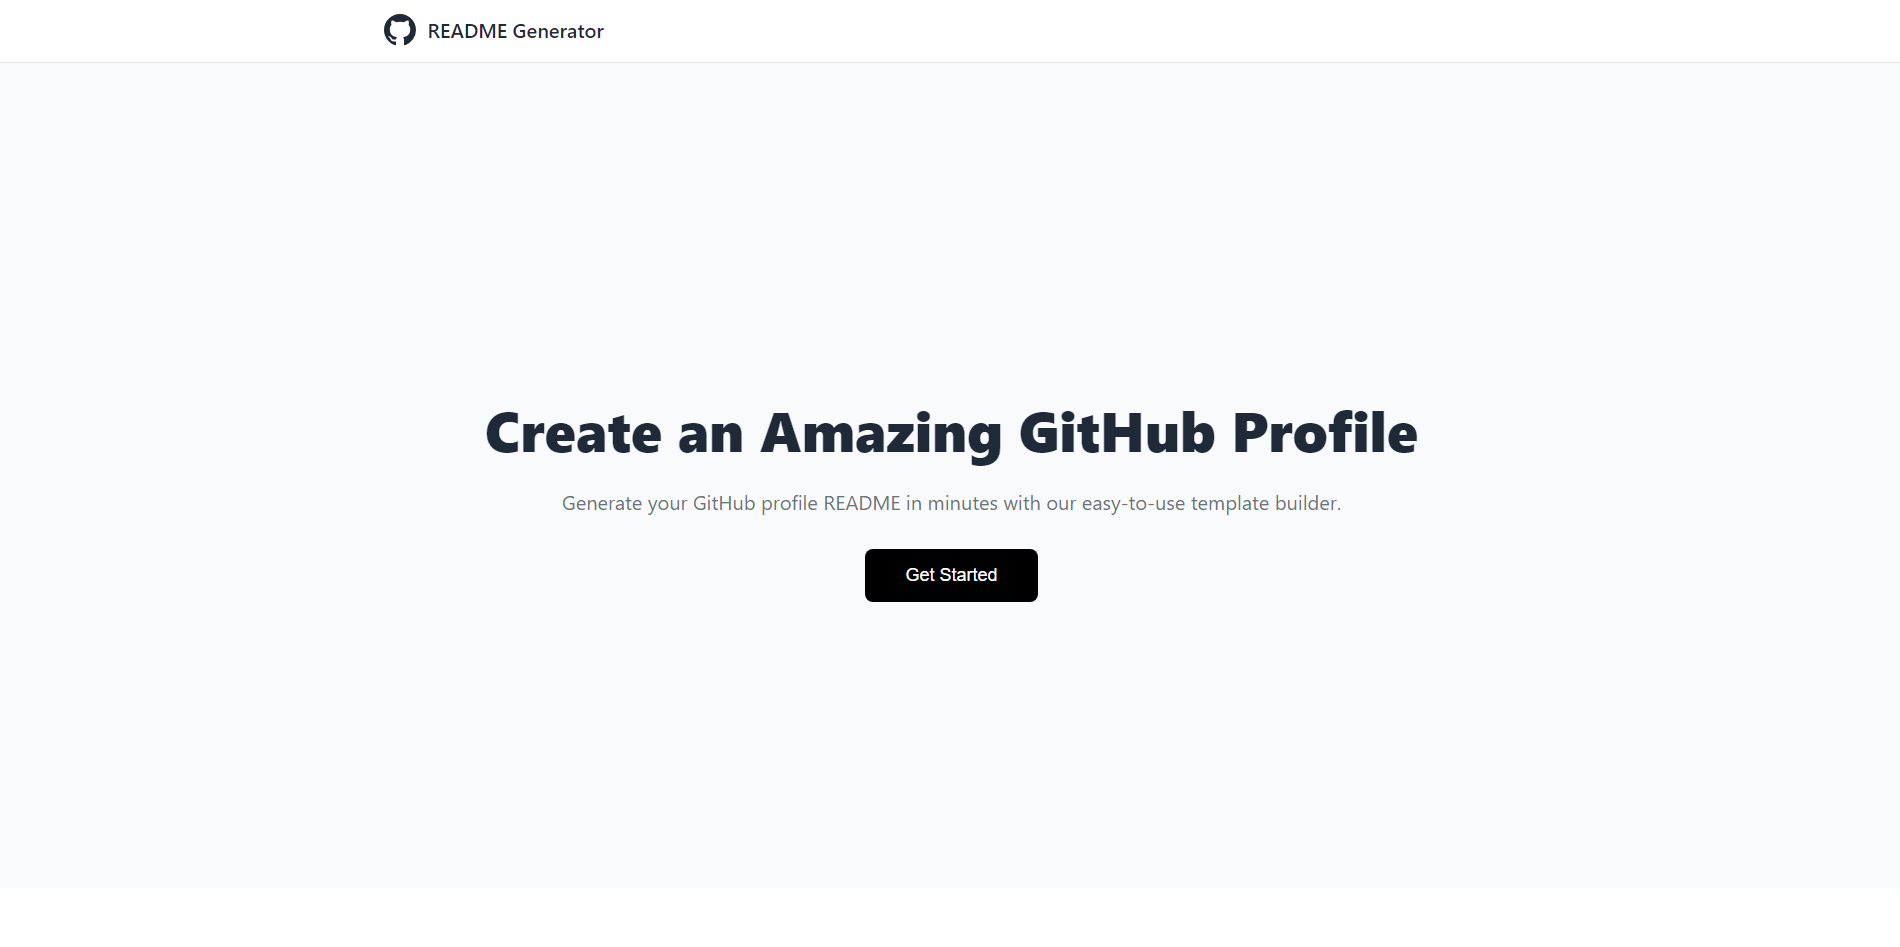 README Generator
Create an Amazing GitHub Profile
Generate your GitHub profile README in minutes with our easy-to-use template builder.
Get Started